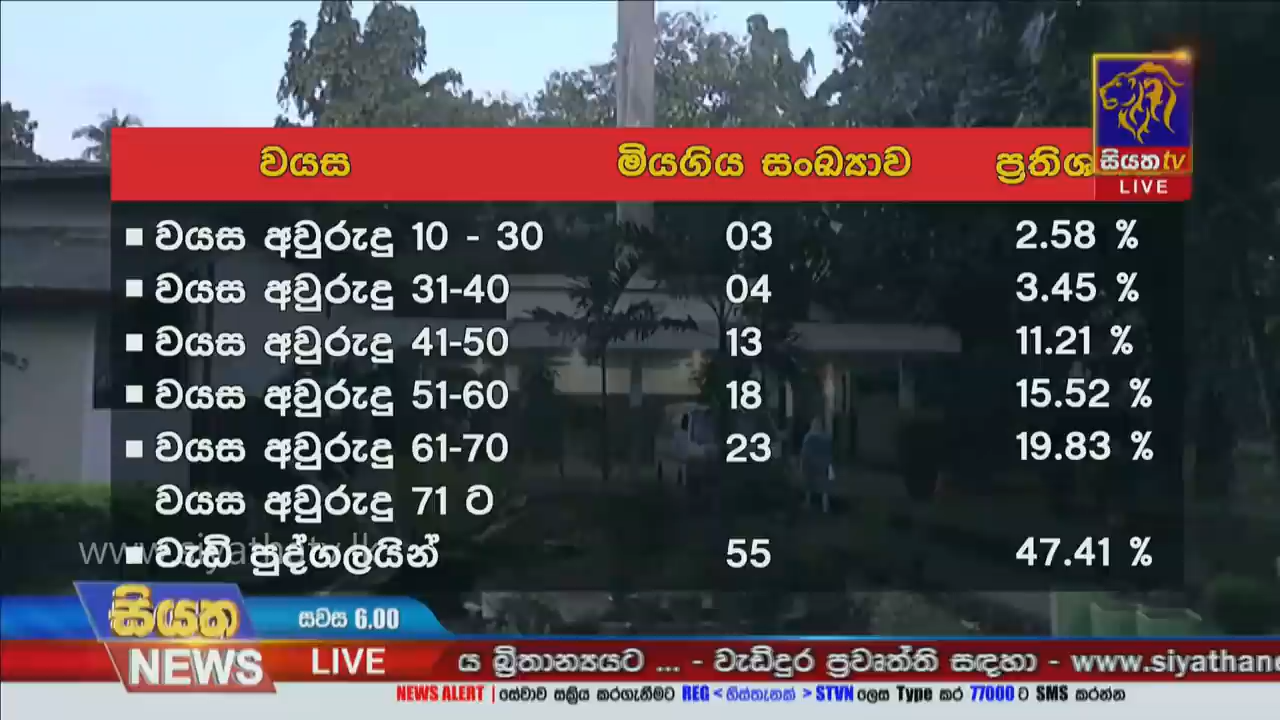 වයස මියගිය සංඛ්‍යාව
සියත tv
LIVE
වයස අවුරුදු 10 - 30 03 2.58 %
වයස අවුරුදු 31-40 04 3.45 %
වයස අවුරුදු 41-50 13 11.21 %
වයස අවුරුදු 51-60 18 15.52 %
වයස අවුරුදු 61-70 23 19.83 %
වයස අවුරුදු 71 ට
වැඩි පුද්ගලයින් 55 47.41 %
www.siyathatv.lk
සියත සවස 6.00
NEWS LIVE ය බ්‍රිතාන්‍යයට ... - වැඩිදුර ප්‍රවෘත්ති සඳහා - www.siyathane
NEWS ALERT | සේවාව සක්‍රිය කරගැනීමට REG < හිස්තැනක් > STVN ලෙස Type කර 77000 ට SMS කරන්න